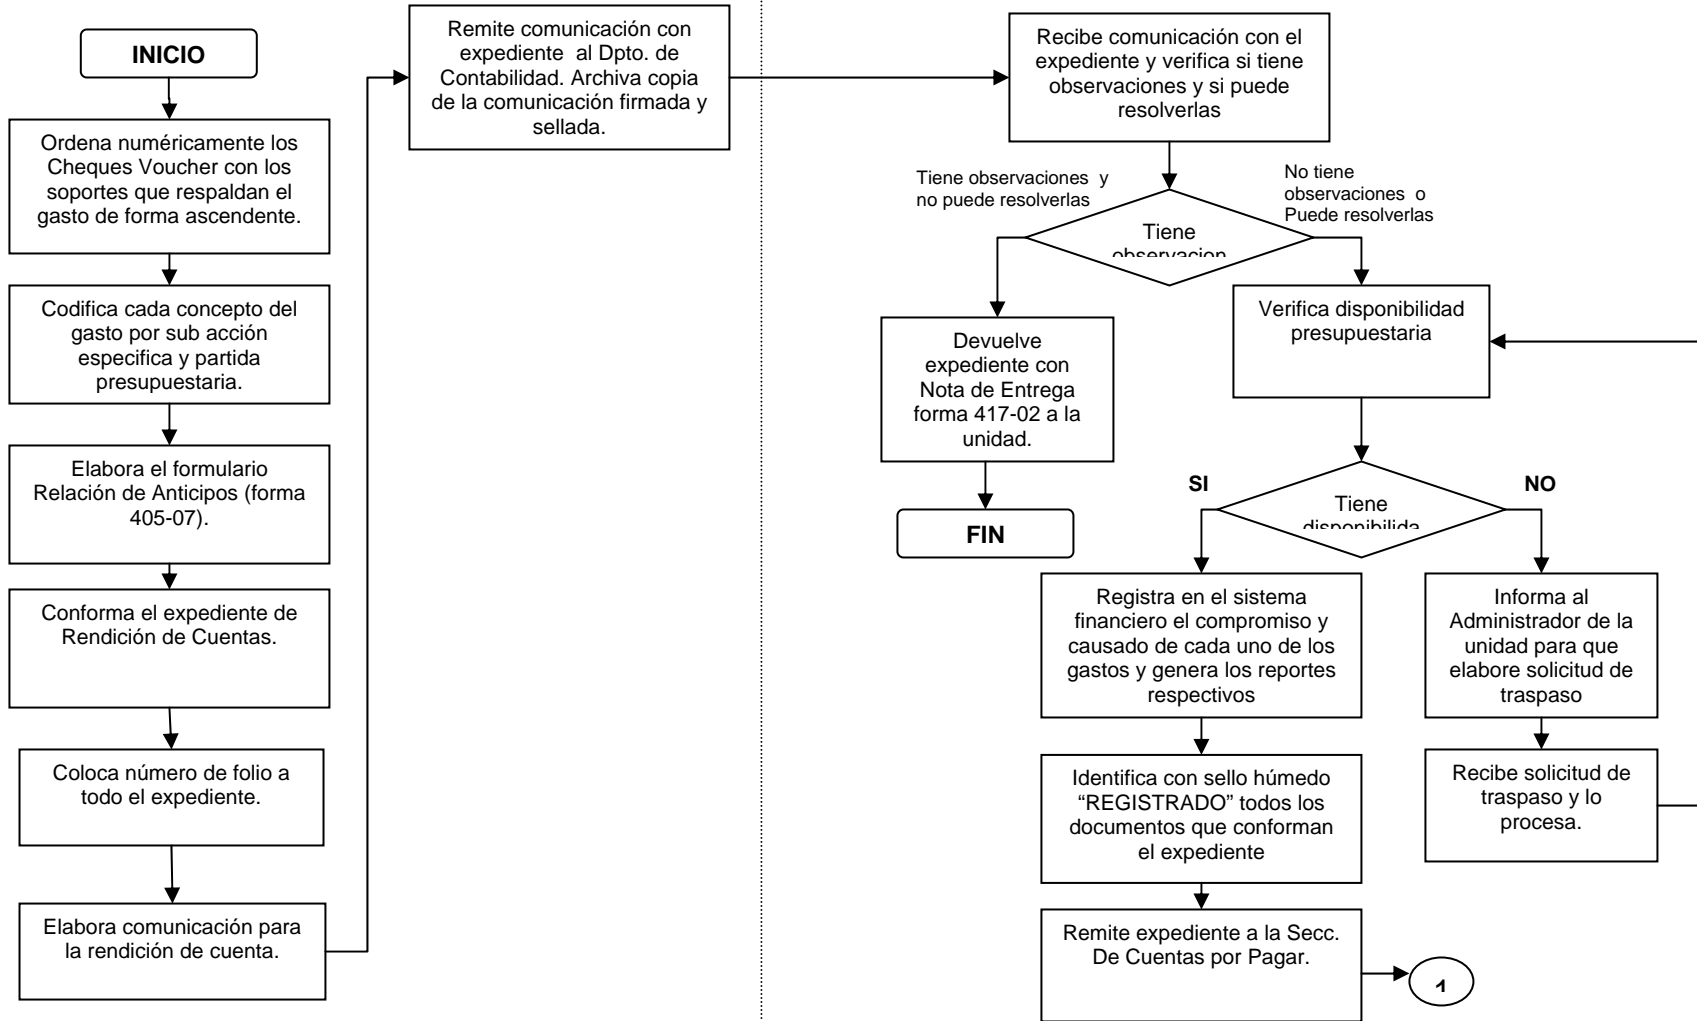 INICIO
Ordena numéricamente los
Cheques Voucher con los
soportes que respaldan el
gasto de forma ascendente.
Codifica cada concepto del
gasto por sub acción
especifica y partida
presupuestaria.
Elabora el formulario
Relación de Anticipos (forma
405-07).
Conforma el expediente de
Rendición de Cuentas.
Coloca número de folio a
todo el expediente.
Elabora comunicación para
la rendición de cuenta.
Remite comunicación con
expediente al Dpto. de
Contabilidad. Archiva copia
de la comunicación firmada y
sellada.
Recibe comunicación con el
expediente y verifica si tiene
observaciones y si puede
resolverlas
Tiene observaciones y
no puede resolverlas
No tiene
observaciones o
Puede resolverlas
Tiene
observacion
Devuelve
expediente con
Nota de Entrega
forma 417-02 a la
unidad.
FIN
Verifica disponibilidad
presupuestaria
SI
NO
Tiene
disponibilida
Registra en el sistema
financiero el compromiso y
causado de cada uno de los
gastos y genera los reportes
respectivos
Informa al
Administrador de la
unidad para que
elabore solicitud de
traspaso
Identifica con sello húmedo
“REGISTRADO” todos los
documentos que conforman
el expediente
Recibe solicitud de
traspaso y lo
procesa.
Remite expediente a la Secc.
De Cuentas por Pagar.
1